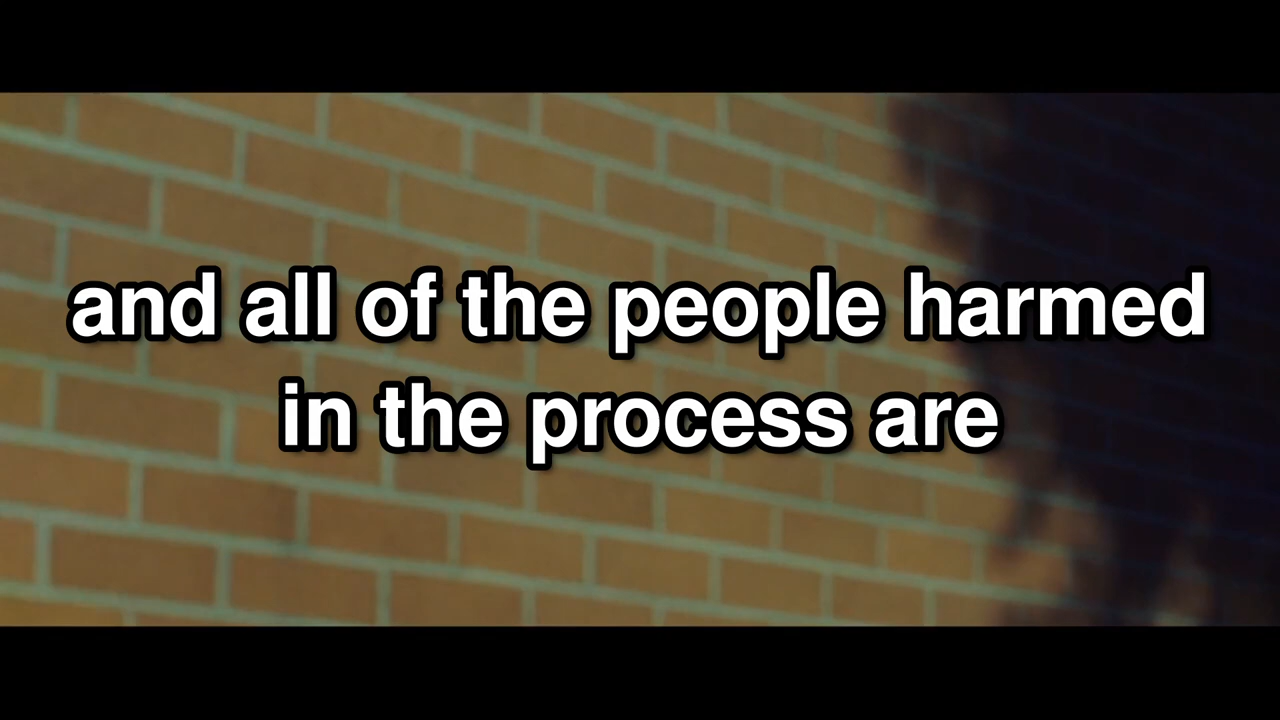 and all of the people harmed
in the process are